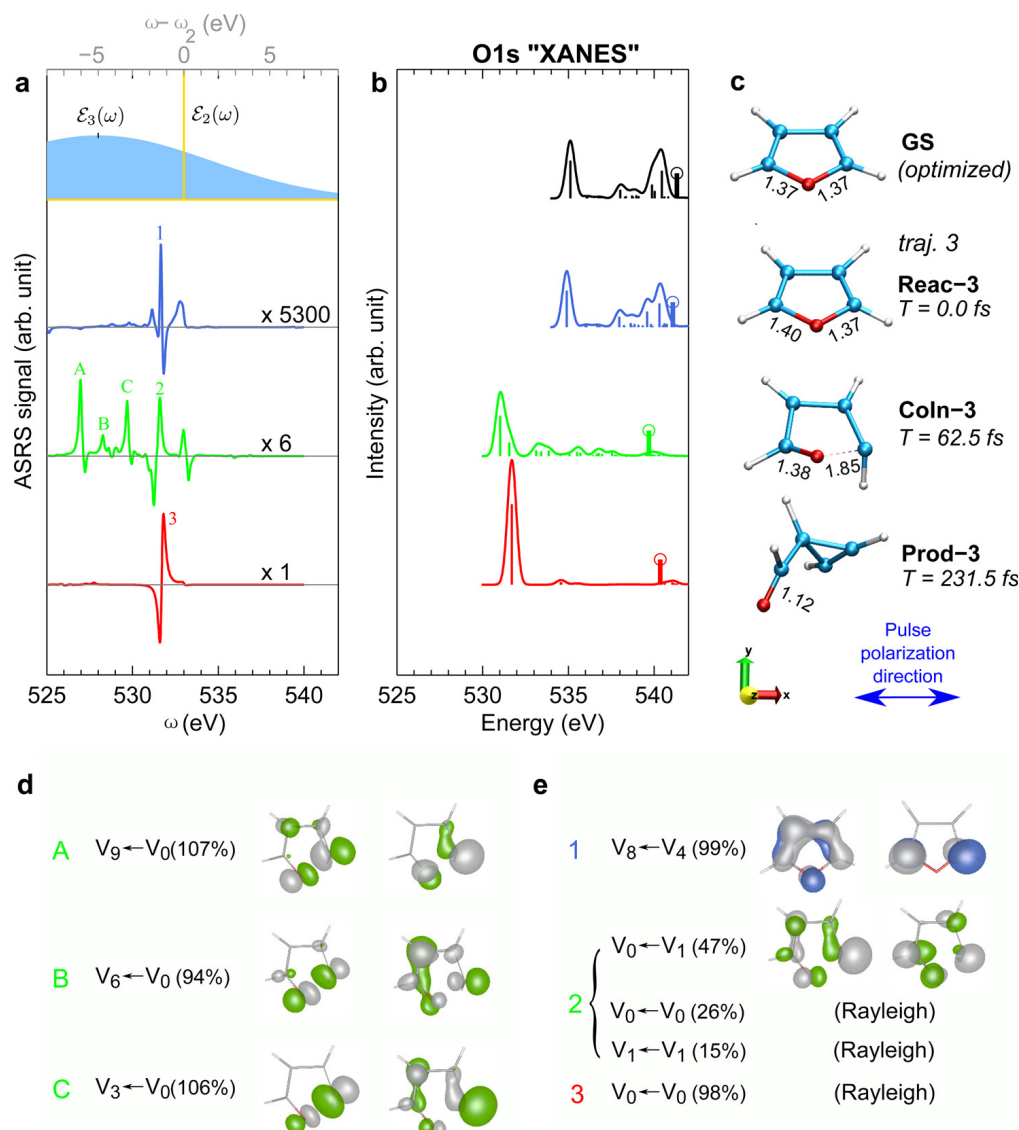 ω− ω2 (eV)
−5 0 5
a
Ɛ3(ω)
Ɛ2(ω)
1
x 5300
A
B
C
2
x 6
3
x 1
ASRS signal (arb. unit)
525 530 535 540
ω (eV)
O1s "XANES"
b
Intensity (arb. unit)
525 530 535 540
Energy (eV)
c
GS
(optimized)
1.37 1.37
traj. 3
Reac−3
T = 0.0 fs
1.40 1.37
CoIn−3
T = 62.5 fs
1.38 1.85
Prod−3
T = 231.5 fs
1.12
Pulse
polarization
direction
y
z x
d
A V9←V0(107%)
B V6←V0 (94%)
C V3←V0(106%)
e
1 V8←V4 (99%)
V0←V1 (47%)
2
V0←V0 (26%) (Rayleigh)
V1←V1 (15%) (Rayleigh)
3 V0←V0 (98%) (Rayleigh)